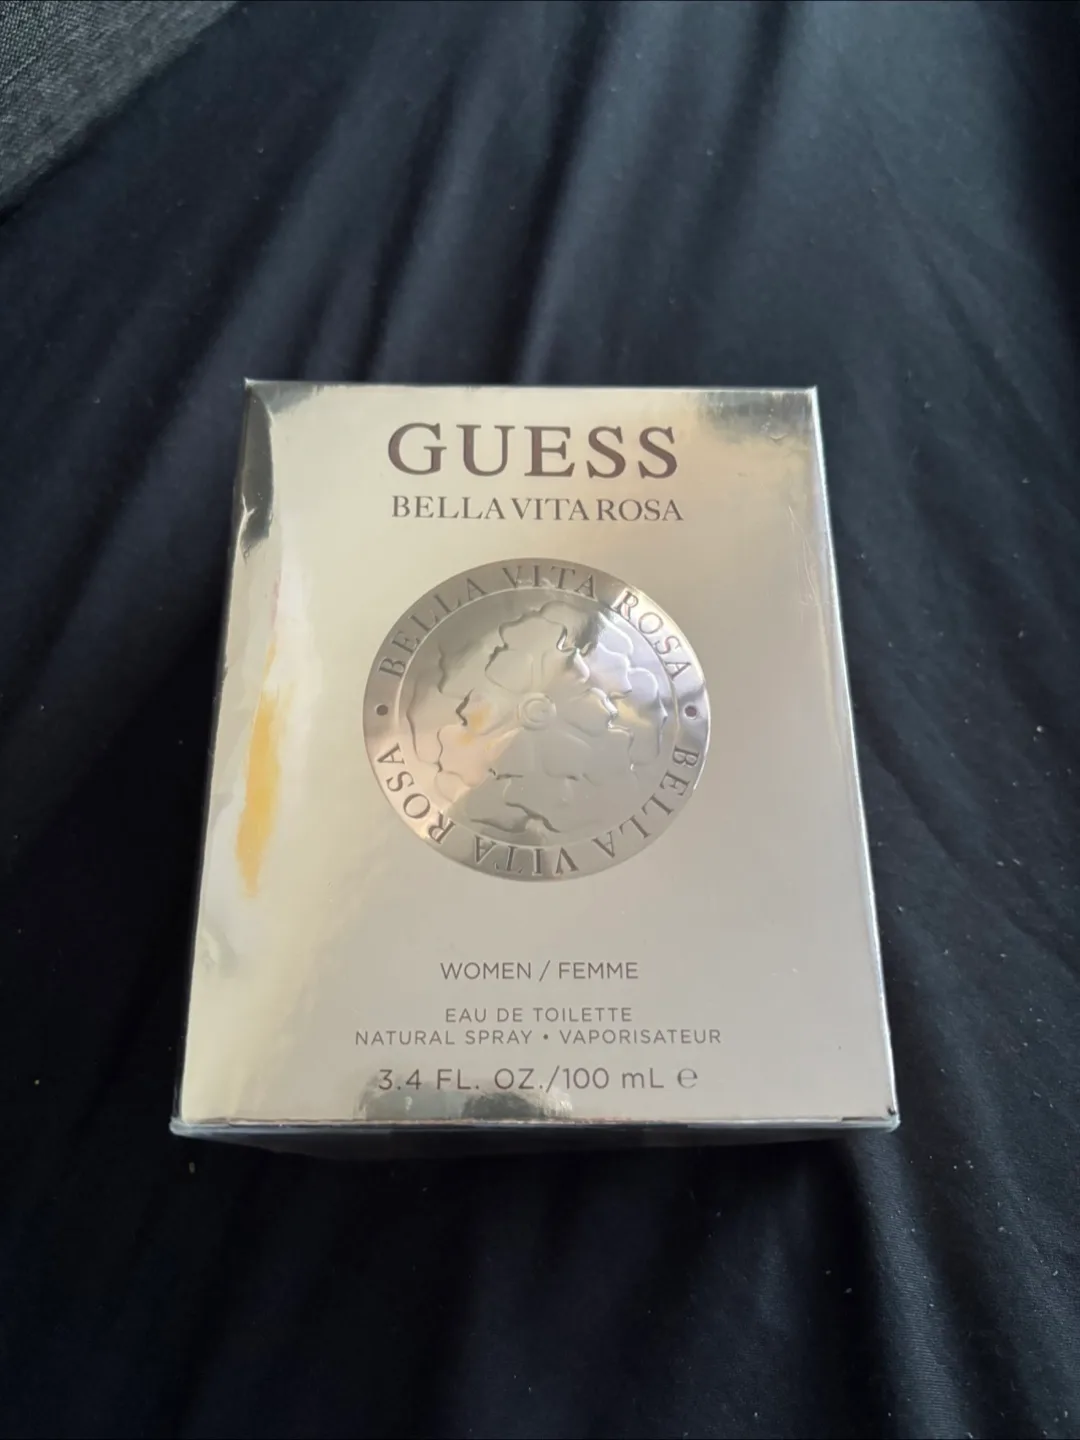 GUESS
BELLA VITA ROSA
BELLA VITA ROSA • BELLA VITA ROSA •
WOMEN / FEMME
EAU DE TOILETTE
NATURAL SPRAY • VAPORISATEUR
3.4 FL. OZ./100 mL ℮